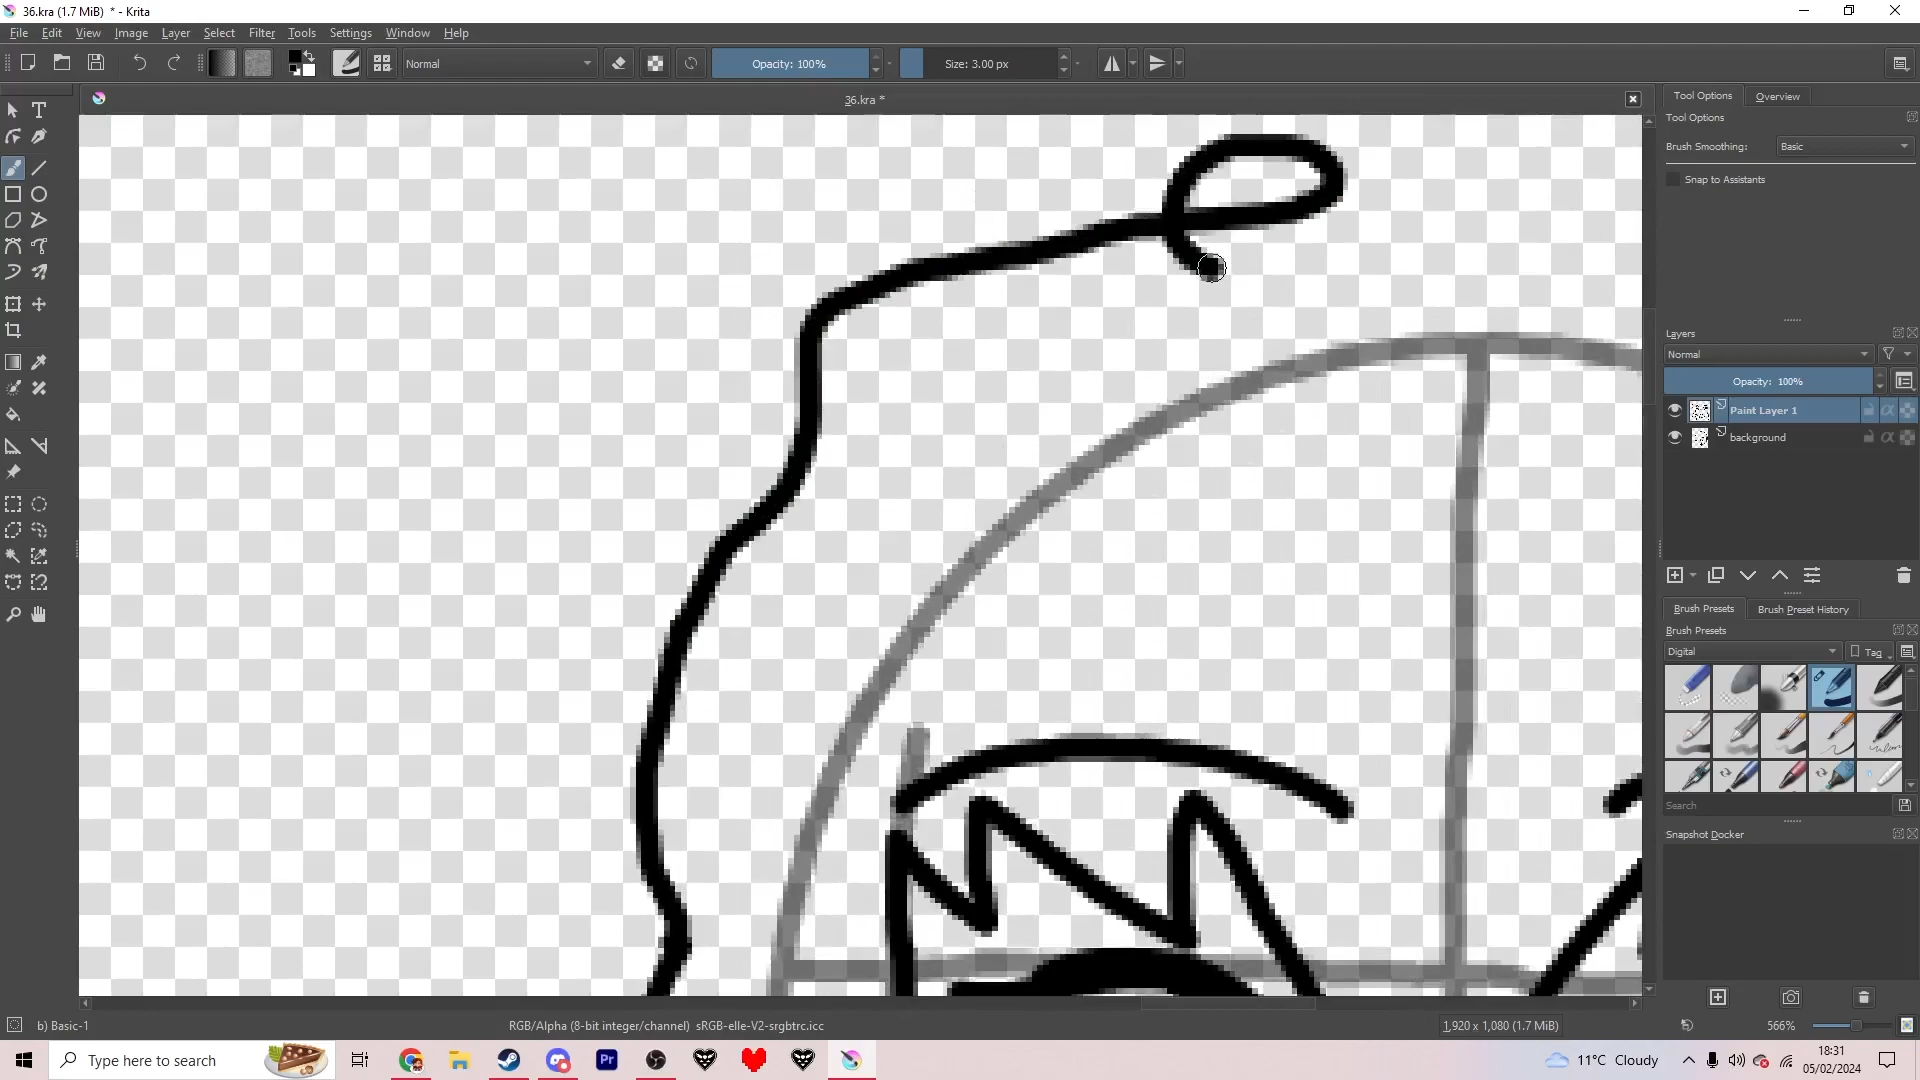 36.kra (1.7 MiB) * - Krita
File Edit View Image Layer Select Filter Tools Settings Window Help
Normal
Opacity: 100%
Size: 3.00 px
36.kra *
Tool Options Overview
Tool Options
Brush Smoothing: Basic
Snap to Assistants
Layers
Normal
Opacity: 100%
Paint Layer 1
background
Brush Presets Brush Preset History
Brush Presets
Digital
Tag
Search
Snapshot Docker
b) Basic-1
RGB/Alpha (8-bit integer/channel) sRGB-elle-V2-srgbtrc.icc
1,920 x 1,080 (1.7 MiB)
566%
Type here to search
Pr
11°C Cloudy
18:31
05/02/2024